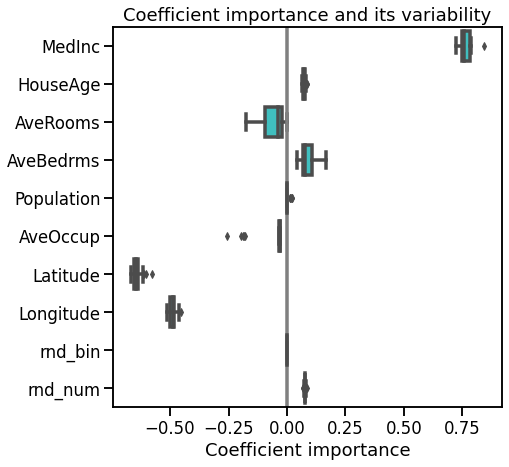 Coefficient importance and its variability
MedInc
HouseAge
AveRooms
AveBedrms
Population
AveOccup
Latitude
Longitude
rnd_bin
rnd_num
−0.50 −0.25 0.00 0.25 0.50 0.75
Coefficient importance